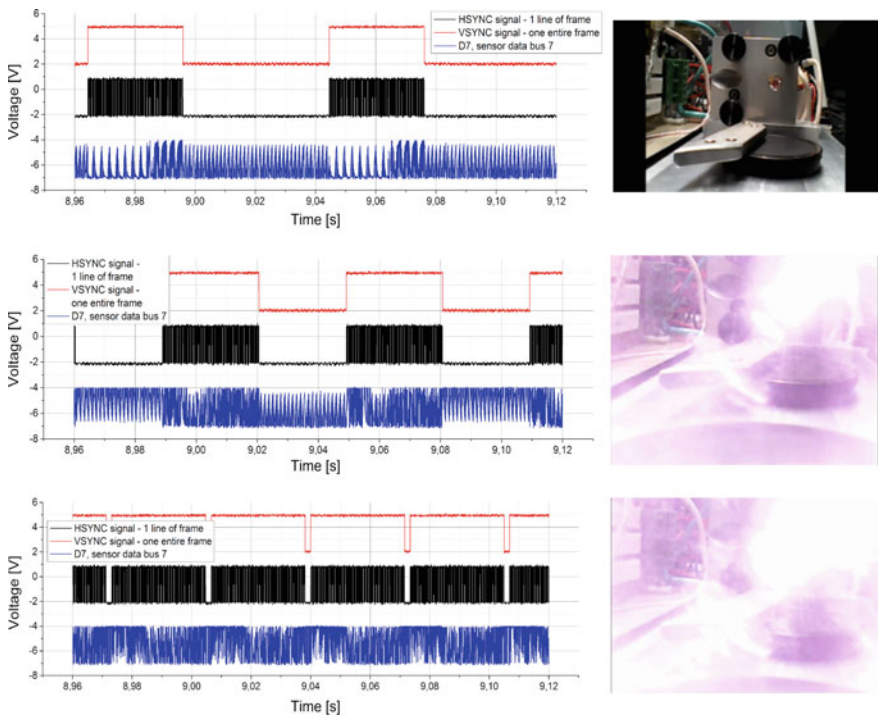 HSYNC signal - 1 line of frame
VSYNC signal - one entire frame
D7, sensor data bus 7
Voltage [V]
6
4
2
0
-2
-4
-6
-8
8,96 8,98 9,00 9,02 9,04 9,06 9,08 9,10 9,12
Time [s]
HSYNC signal -
1 line of frame
VSYNC signal -
one entire frame
D7, sensor data bus 7
Voltage [V]
6
4
2
0
-2
-4
-6
-8
8,96 8,98 9,00 9,02 9,04 9,06 9,08 9,10 9,12
Time [s]
HSYNC signal - 1 line of frame
VSYNC signal - one entire frame
D7, sensor data bus 7
Voltage [V]
6
4
2
0
-2
-4
-6
-8
8,96 8,98 9,00 9,02 9,04 9,06 9,08 9,10 9,12
Time [s]